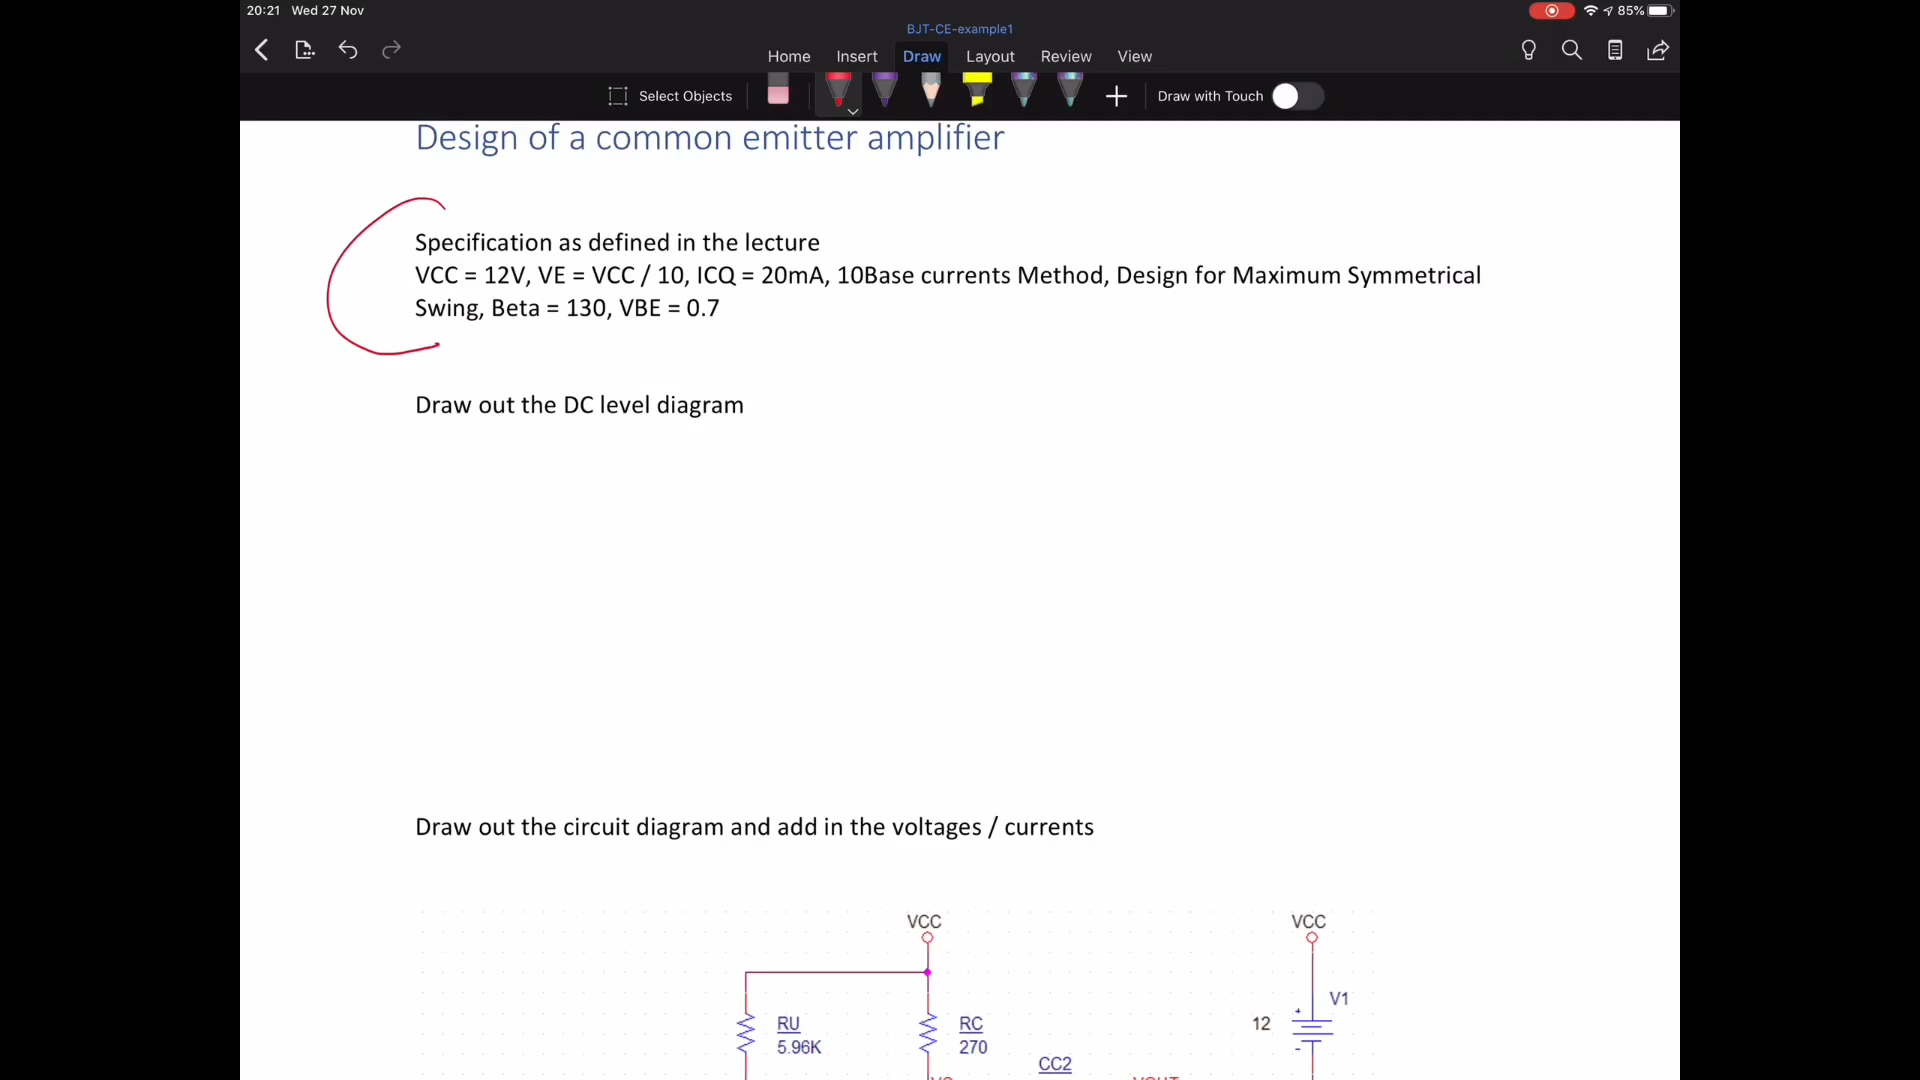 20:21 Wed 27 Nov
85%
BJT-CE-example1
Home Insert Draw Layout Review View
Select Objects
Draw with Touch
Design of a common emitter amplifier
Specification as defined in the lecture
VCC = 12V, VE = VCC / 10, ICQ = 20mA, 10Base currents Method, Design for Maximum Symmetrical
Swing, Beta = 130, VBE = 0.7
Draw out the DC level diagram
Draw out the circuit diagram and add in the voltages / currents
VCC VCC
V1
RU RC 12
5.96K 270
CC2